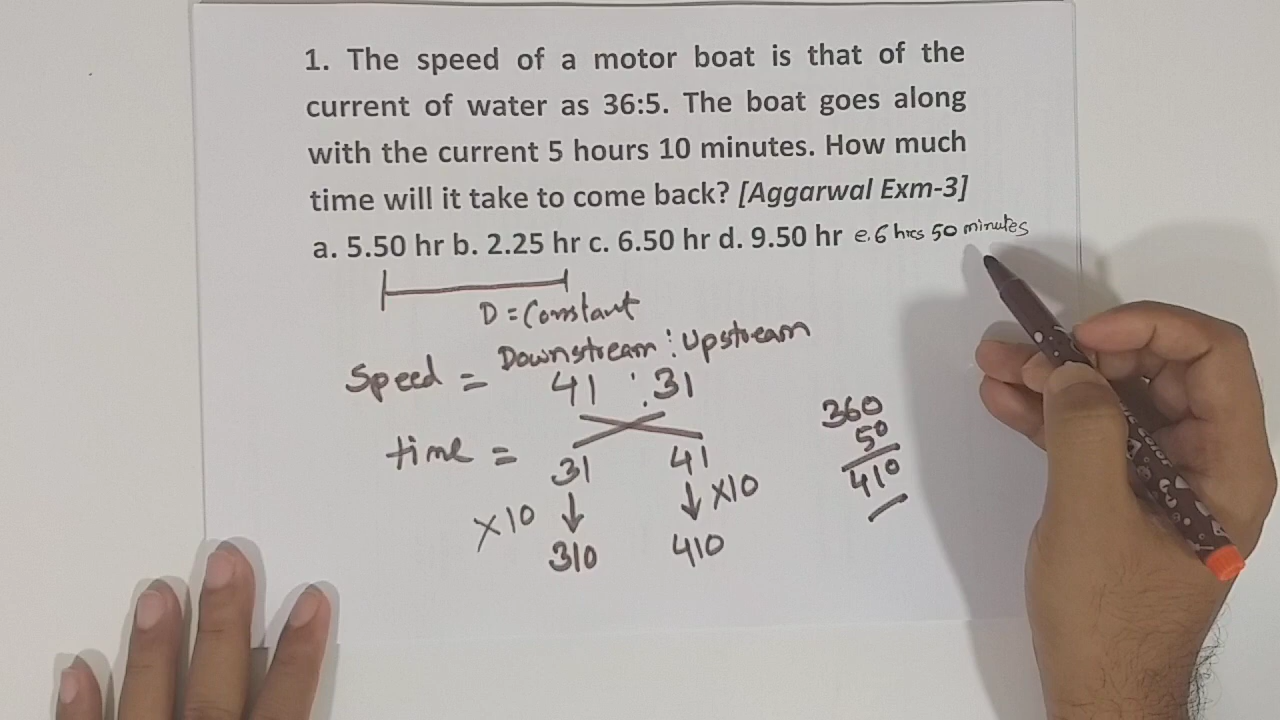 1. The speed of a motor boat is that of the
current of water as 36:5. The boat goes along
with the current 5 hours 10 minutes. How much
time will it take to come back? [Aggarwal Exm-3]
a. 5.50 hr b. 2.25 hr c. 6.50 hr d. 9.50 hr e. 6 hrs 50 minutes
D = Constant
Speed = Downstream : Upstream
41 : 31
time = 31 41
×10 ×10
310 410
360
50
410